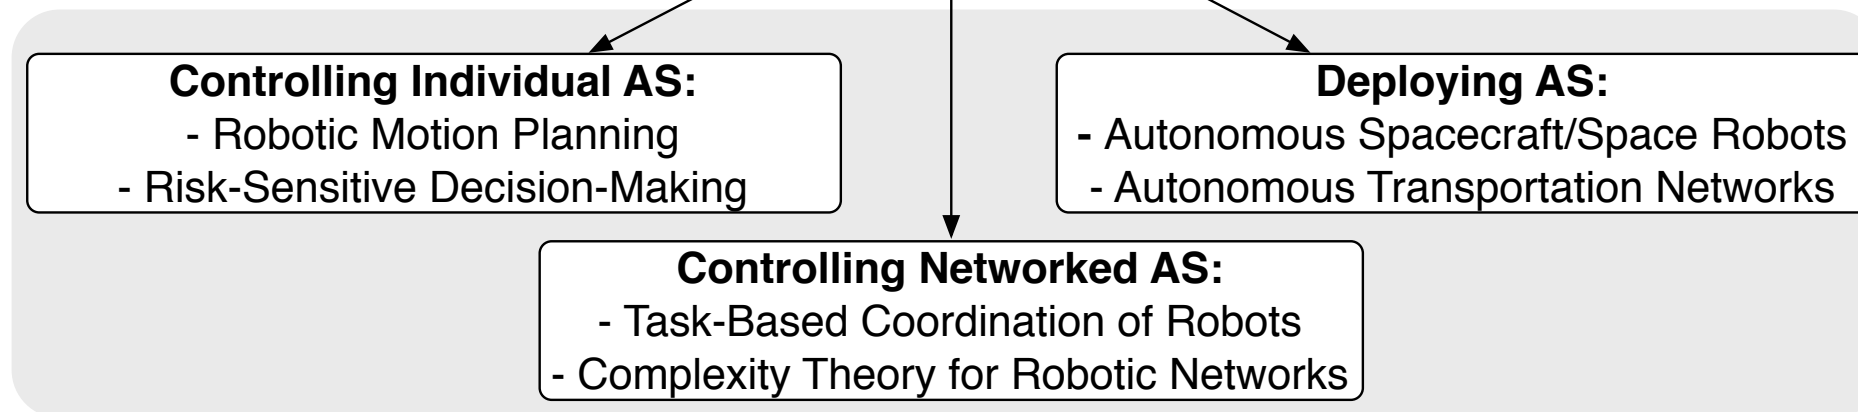 Controlling Individual AS:
- Robotic Motion Planning
- Risk-Sensitive Decision-Making
Deploying AS:
- Autonomous Spacecraft/Space Robots
- Autonomous Transportation Networks
Controlling Networked AS:
- Task-Based Coordination of Robots
- Complexity Theory for Robotic Networks